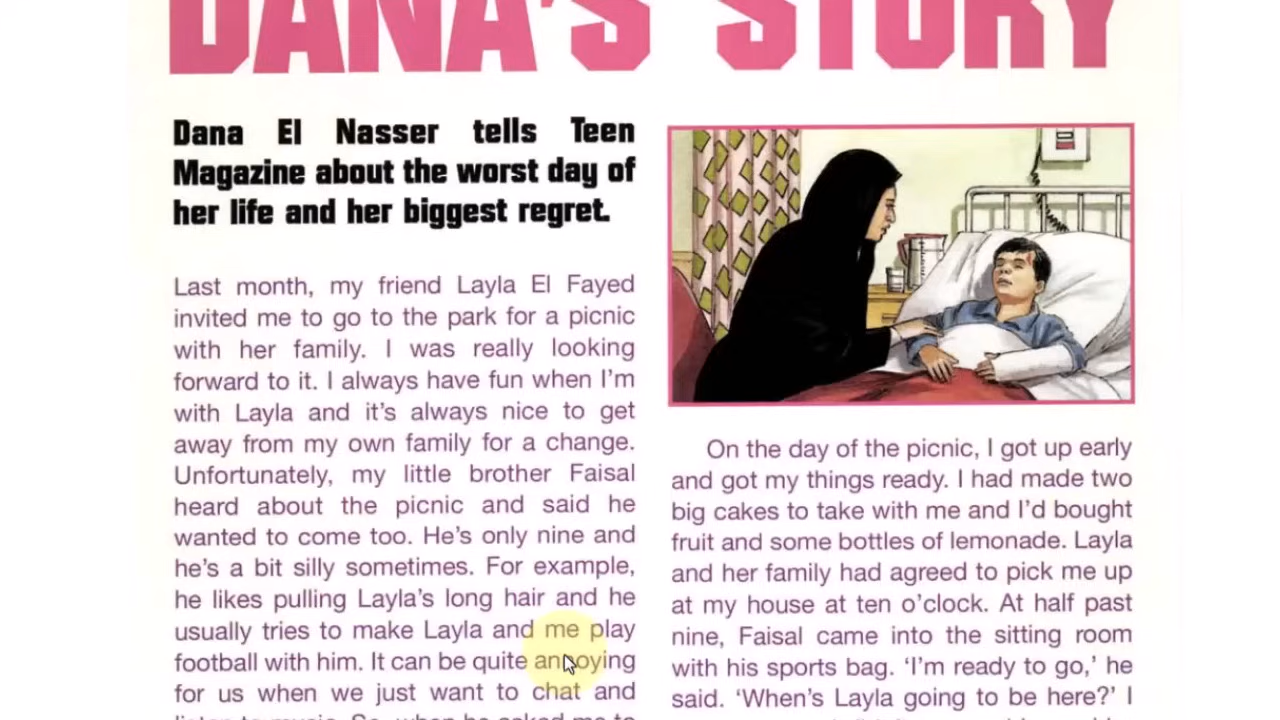 DANA'S STORY
Dana El Nasser tells Teen
Magazine about the worst day of
her life and her biggest regret.
Last month, my friend Layla El Fayed
invited me to go to the park for a picnic
with her family. I was really looking
forward to it. I always have fun when I'm
with Layla and it's always nice to get
away from my own family for a change.
Unfortunately, my little brother Faisal
heard about the picnic and said he
wanted to come too. He's only nine and
he's a bit silly sometimes. For example,
he likes pulling Layla's long hair and he
usually tries to make Layla and me play
football with him. It can be quite annoying
for us when we just want to chat and
listen to music. So, when he asked me to
On the day of the picnic, I got up early
and got my things ready. I had made two
big cakes to take with me and I'd bought
fruit and some bottles of lemonade. Layla
and her family had agreed to pick me up
at my house at ten o'clock. At half past
nine, Faisal came into the sitting room
with his sports bag. 'I'm ready to go,' he
said. 'When's Layla going to be here?' I